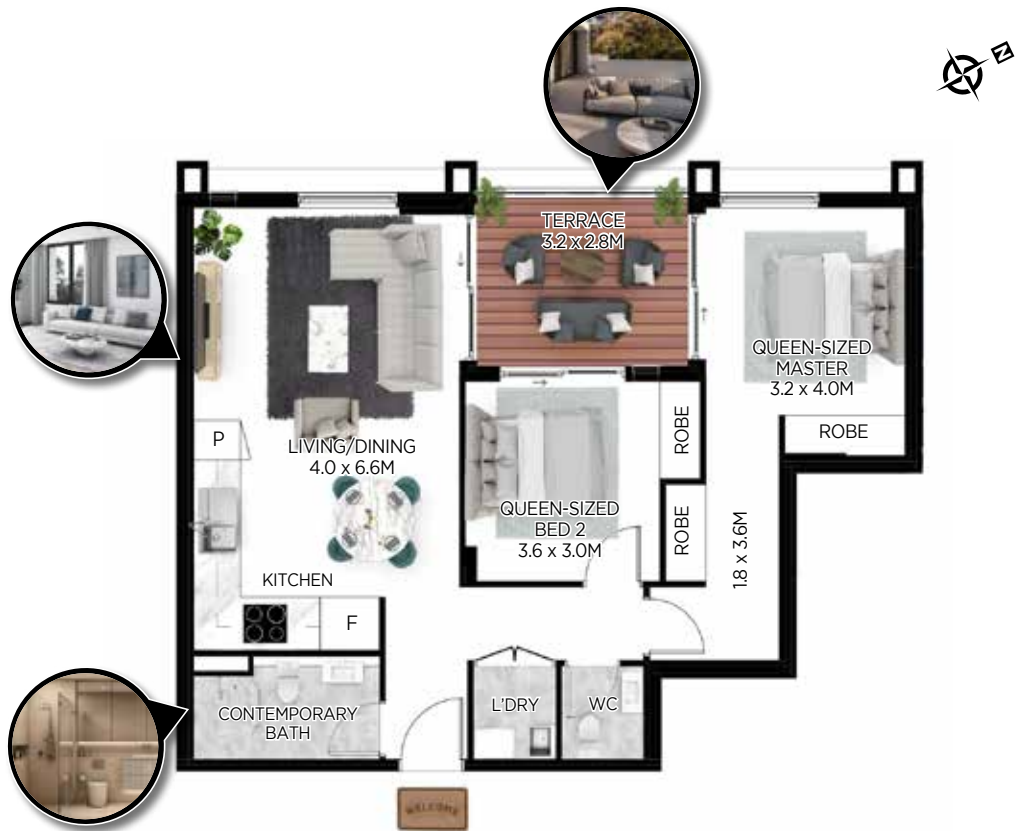 N
TERRACE
3.2 x 2.8M
QUEEN-SIZED
MASTER
3.2 x 4.0M
ROBE
ROBE
ROBE
P
LIVING/DINING
4.0 x 6.6M
QUEEN-SIZED
BED 2
3.6 x 3.0M
1.8 x 3.6M
KITCHEN
F
CONTEMPORARY
BATH
L'DRY
WC
WELCOME